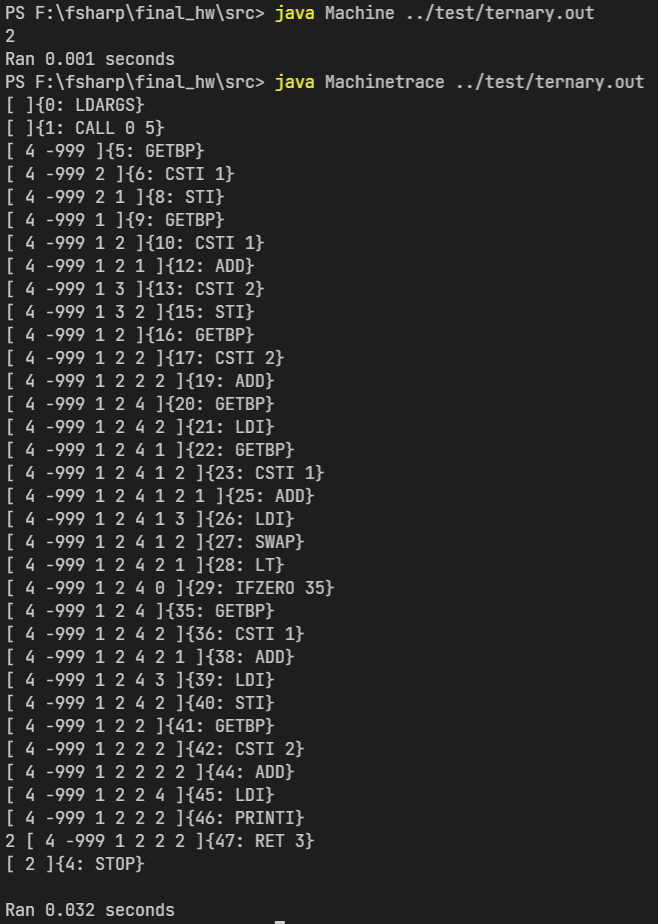 PS F:\fsharp\final_hw\src> java Machine ../test/ternary.out
2
Ran 0.001 seconds
PS F:\fsharp\final_hw\src> java Machinetrace ../test/ternary.out
[ ]{0: LDARGS}
[ ]{1: CALL 0 5}
[ 4 -999 ]{5: GETBP}
[ 4 -999 2 ]{6: CSTI 1}
[ 4 -999 2 1 ]{8: STI}
[ 4 -999 1 ]{9: GETBP}
[ 4 -999 1 2 ]{10: CSTI 1}
[ 4 -999 1 2 1 ]{12: ADD}
[ 4 -999 1 3 ]{13: CSTI 2}
[ 4 -999 1 3 2 ]{15: STI}
[ 4 -999 1 2 ]{16: GETBP}
[ 4 -999 1 2 2 ]{17: CSTI 2}
[ 4 -999 1 2 2 2 ]{19: ADD}
[ 4 -999 1 2 4 ]{20: GETBP}
[ 4 -999 1 2 4 2 ]{21: LDI}
[ 4 -999 1 2 4 1 ]{22: GETBP}
[ 4 -999 1 2 4 1 2 ]{23: CSTI 1}
[ 4 -999 1 2 4 1 2 1 ]{25: ADD}
[ 4 -999 1 2 4 1 3 ]{26: LDI}
[ 4 -999 1 2 4 1 2 ]{27: SWAP}
[ 4 -999 1 2 4 2 1 ]{28: LT}
[ 4 -999 1 2 4 0 ]{29: IFZERO 35}
[ 4 -999 1 2 4 ]{35: GETBP}
[ 4 -999 1 2 4 2 ]{36: CSTI 1}
[ 4 -999 1 2 4 2 1 ]{38: ADD}
[ 4 -999 1 2 4 3 ]{39: LDI}
[ 4 -999 1 2 4 2 ]{40: STI}
[ 4 -999 1 2 2 ]{41: GETBP}
[ 4 -999 1 2 2 2 ]{42: CSTI 2}
[ 4 -999 1 2 2 2 2 ]{44: ADD}
[ 4 -999 1 2 2 4 ]{45: LDI}
[ 4 -999 1 2 2 2 ]{46: PRINTI}
2 [ 4 -999 1 2 2 2 ]{47: RET 3}
[ 2 ]{4: STOP}
Ran 0.032 seconds